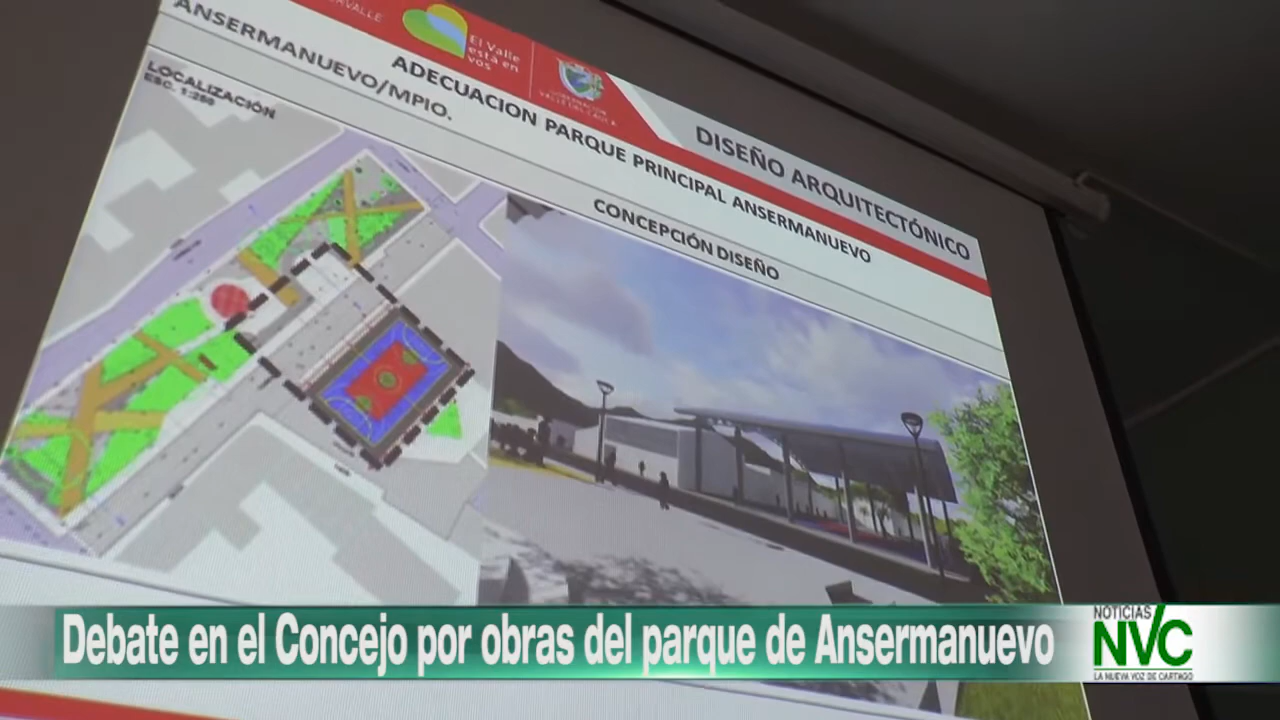 El Valle
está en
vos
DISEÑO ARQUITECTÓNICO
ADECUACION PARQUE PRINCIPAL ANSERMANUEVO
ANSERMANUEVO/MPIO.
LOCALIZACIÓN
ESC. 1:250
CONCEPCIÓN DISEÑO
Debate en el Concejo por obras del parque de Ansermanuevo
NOTICIAS
NVC
LA NUEVA VOZ DE CARTAGO